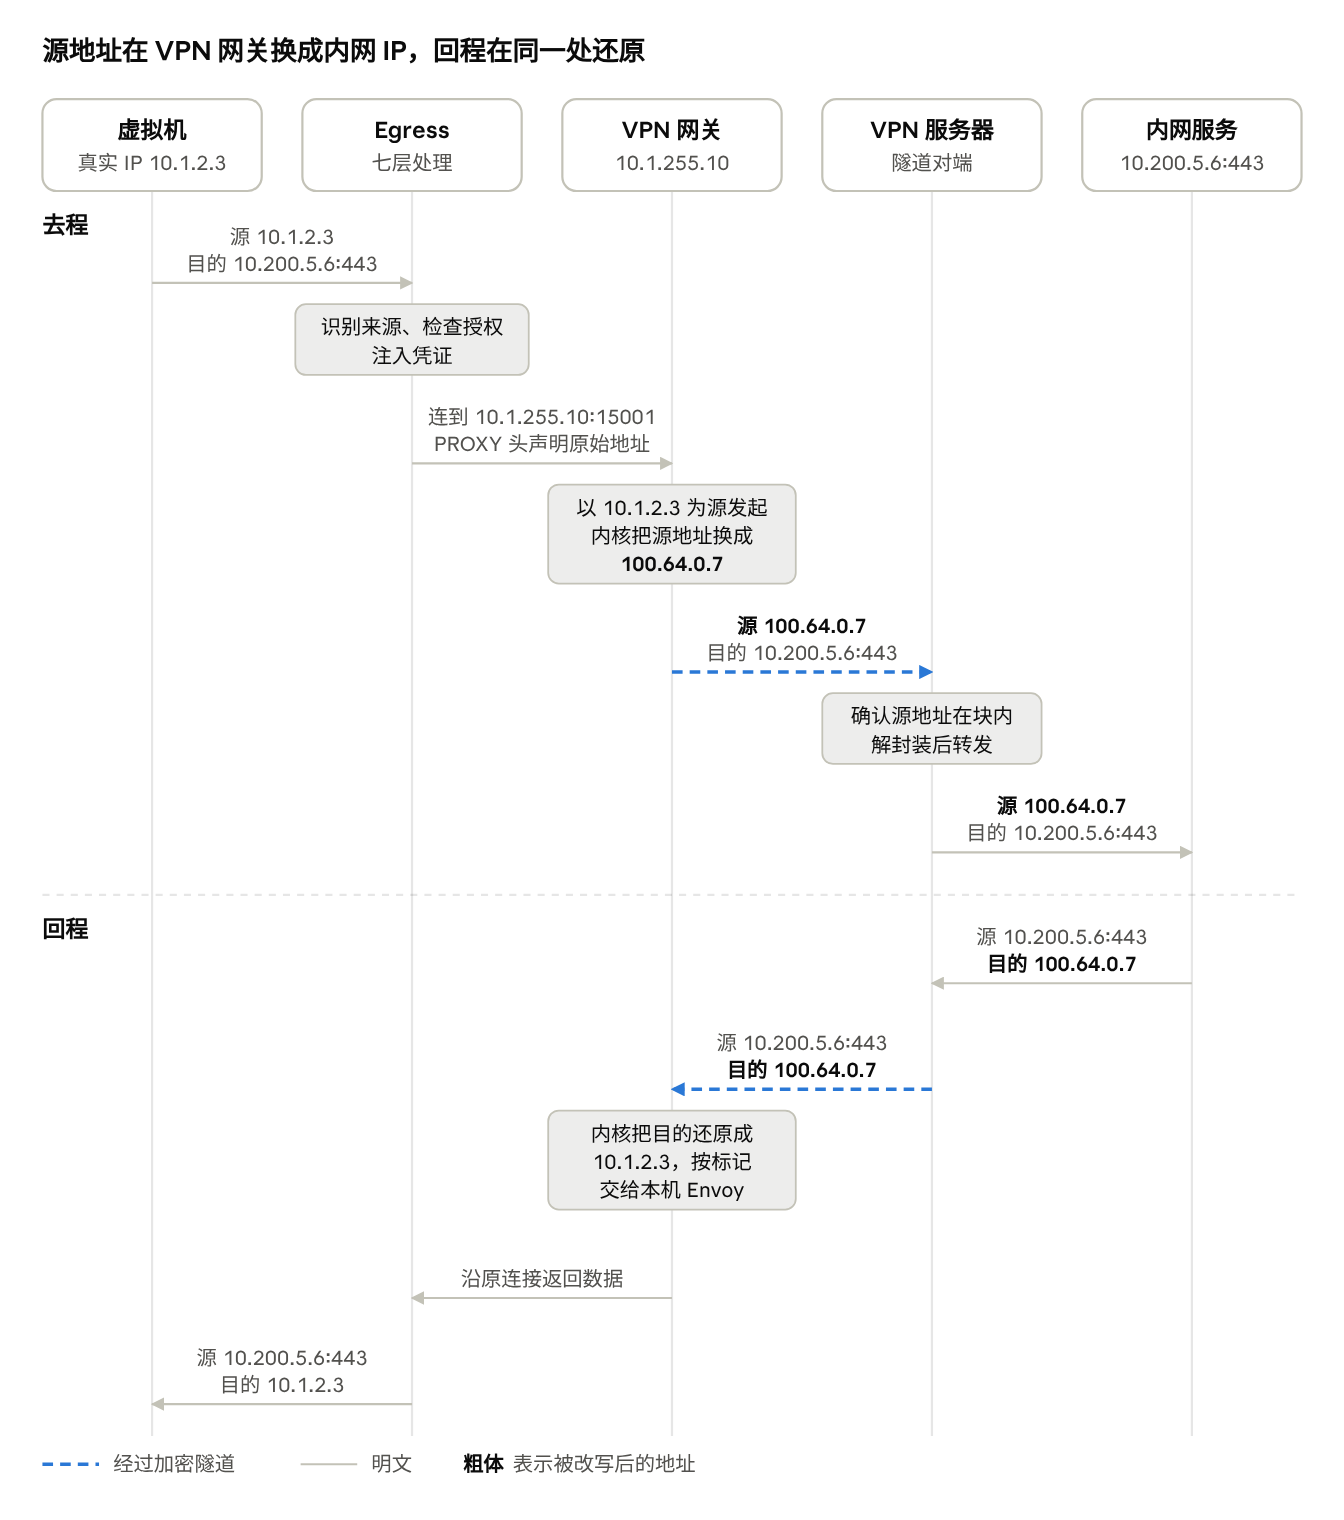 源地址在 VPN 网关换成内网 IP，回程在同一处还原
虚拟机
真实 IP 10.1.2.3
Egress
七层处理
VPN 网关
10.1.255.10
VPN 服务器
隧道对端
内网服务
10.200.5.6:443
去程
源 10.1.2.3
目的 10.200.5.6:443
识别来源、检查授权
注入凭证
连到 10.1.255.10:15001
PROXY 头声明原始地址
以 10.1.2.3 为源发起
内核把源地址换成
100.64.0.7
源 100.64.0.7
目的 10.200.5.6:443
确认源地址在块内
解封装后转发
源 100.64.0.7
目的 10.200.5.6:443
回程
源 10.200.5.6:443
目的 100.64.0.7
源 10.200.5.6:443
目的 100.64.0.7
内核把目的还原成
10.1.2.3，按标记
交给本机 Envoy
沿原连接返回数据
源 10.200.5.6:443
目的 10.1.2.3
经过加密隧道
明文
粗体 表示被改写后的地址